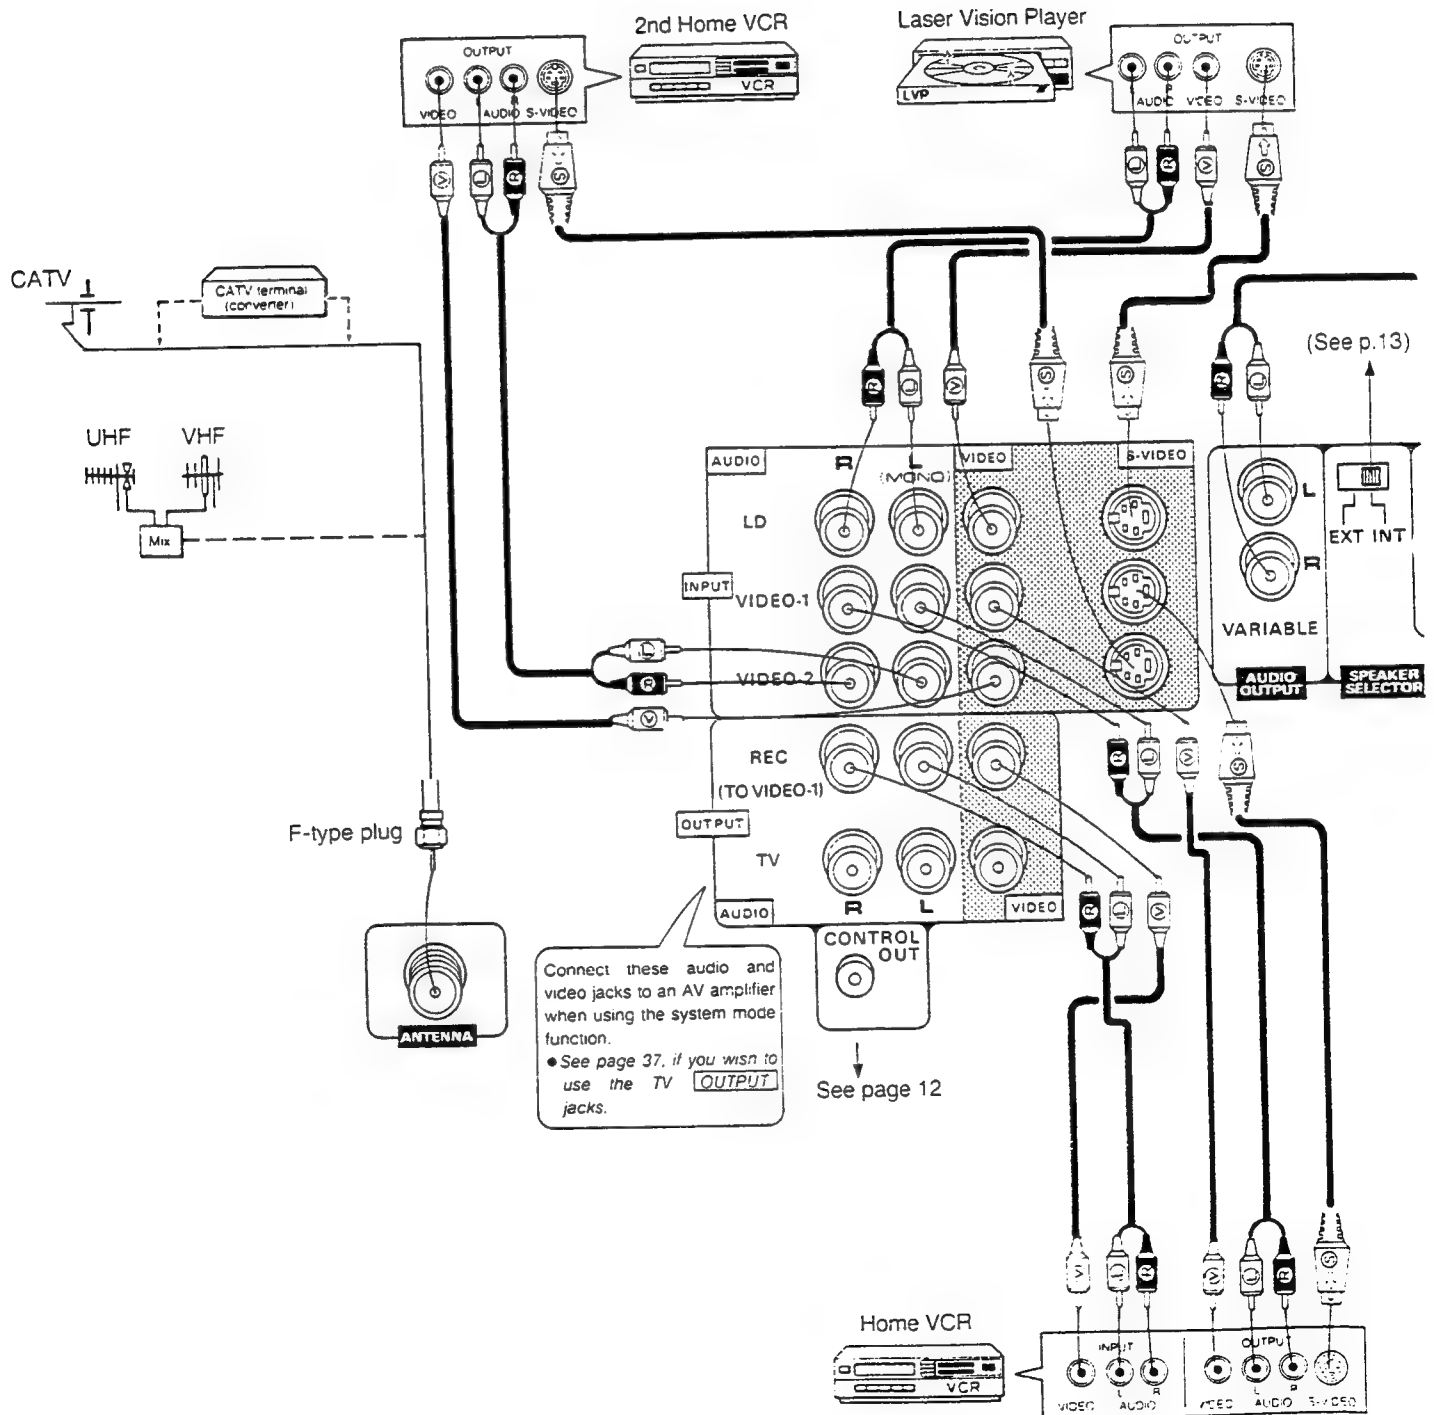 2nd Home VCR
Laser Vision Player
OUTPUT
VIDEO
L
R
AUDIO
S-VIDEO
VCR
LVP
OUTPUT
L
R
AUDIO
VIDEO
S-VIDEO
V
L
R
S
L
R
V
S
CATV
CATV terminal
(converter)
(See p.13)
R
L
V
S
S
R
L
UHF
VHF
Mix
AUDIO
R
L
(MONO)
VIDEO
S-VIDEO
LD
INPUT
VIDEO-1
VIDEO-2
L
R
VARIABLE
AUDIO
OUTPUT
EXT INT
SPEAKER
SELECTOR
L
R
V
REC
(TO VIDEO-1)
OUTPUT
TV
AUDIO
R
L
VIDEO
R
L
V
S
R
L
V
F-type plug
ANTENNA
CONTROL
OUT
See page 12
Connect these audio and
video jacks to an AV amplifier
when using the system mode
function.
● See page 37, if you wish to
use the TV OUTPUT
jacks.
V
L
R
V
L
R
S
Home VCR
VCR
INPUT
VIDEO
L
R
AUDIO
OUTPUT
VIDEO
L
R
AUDIO
S-VIDEO